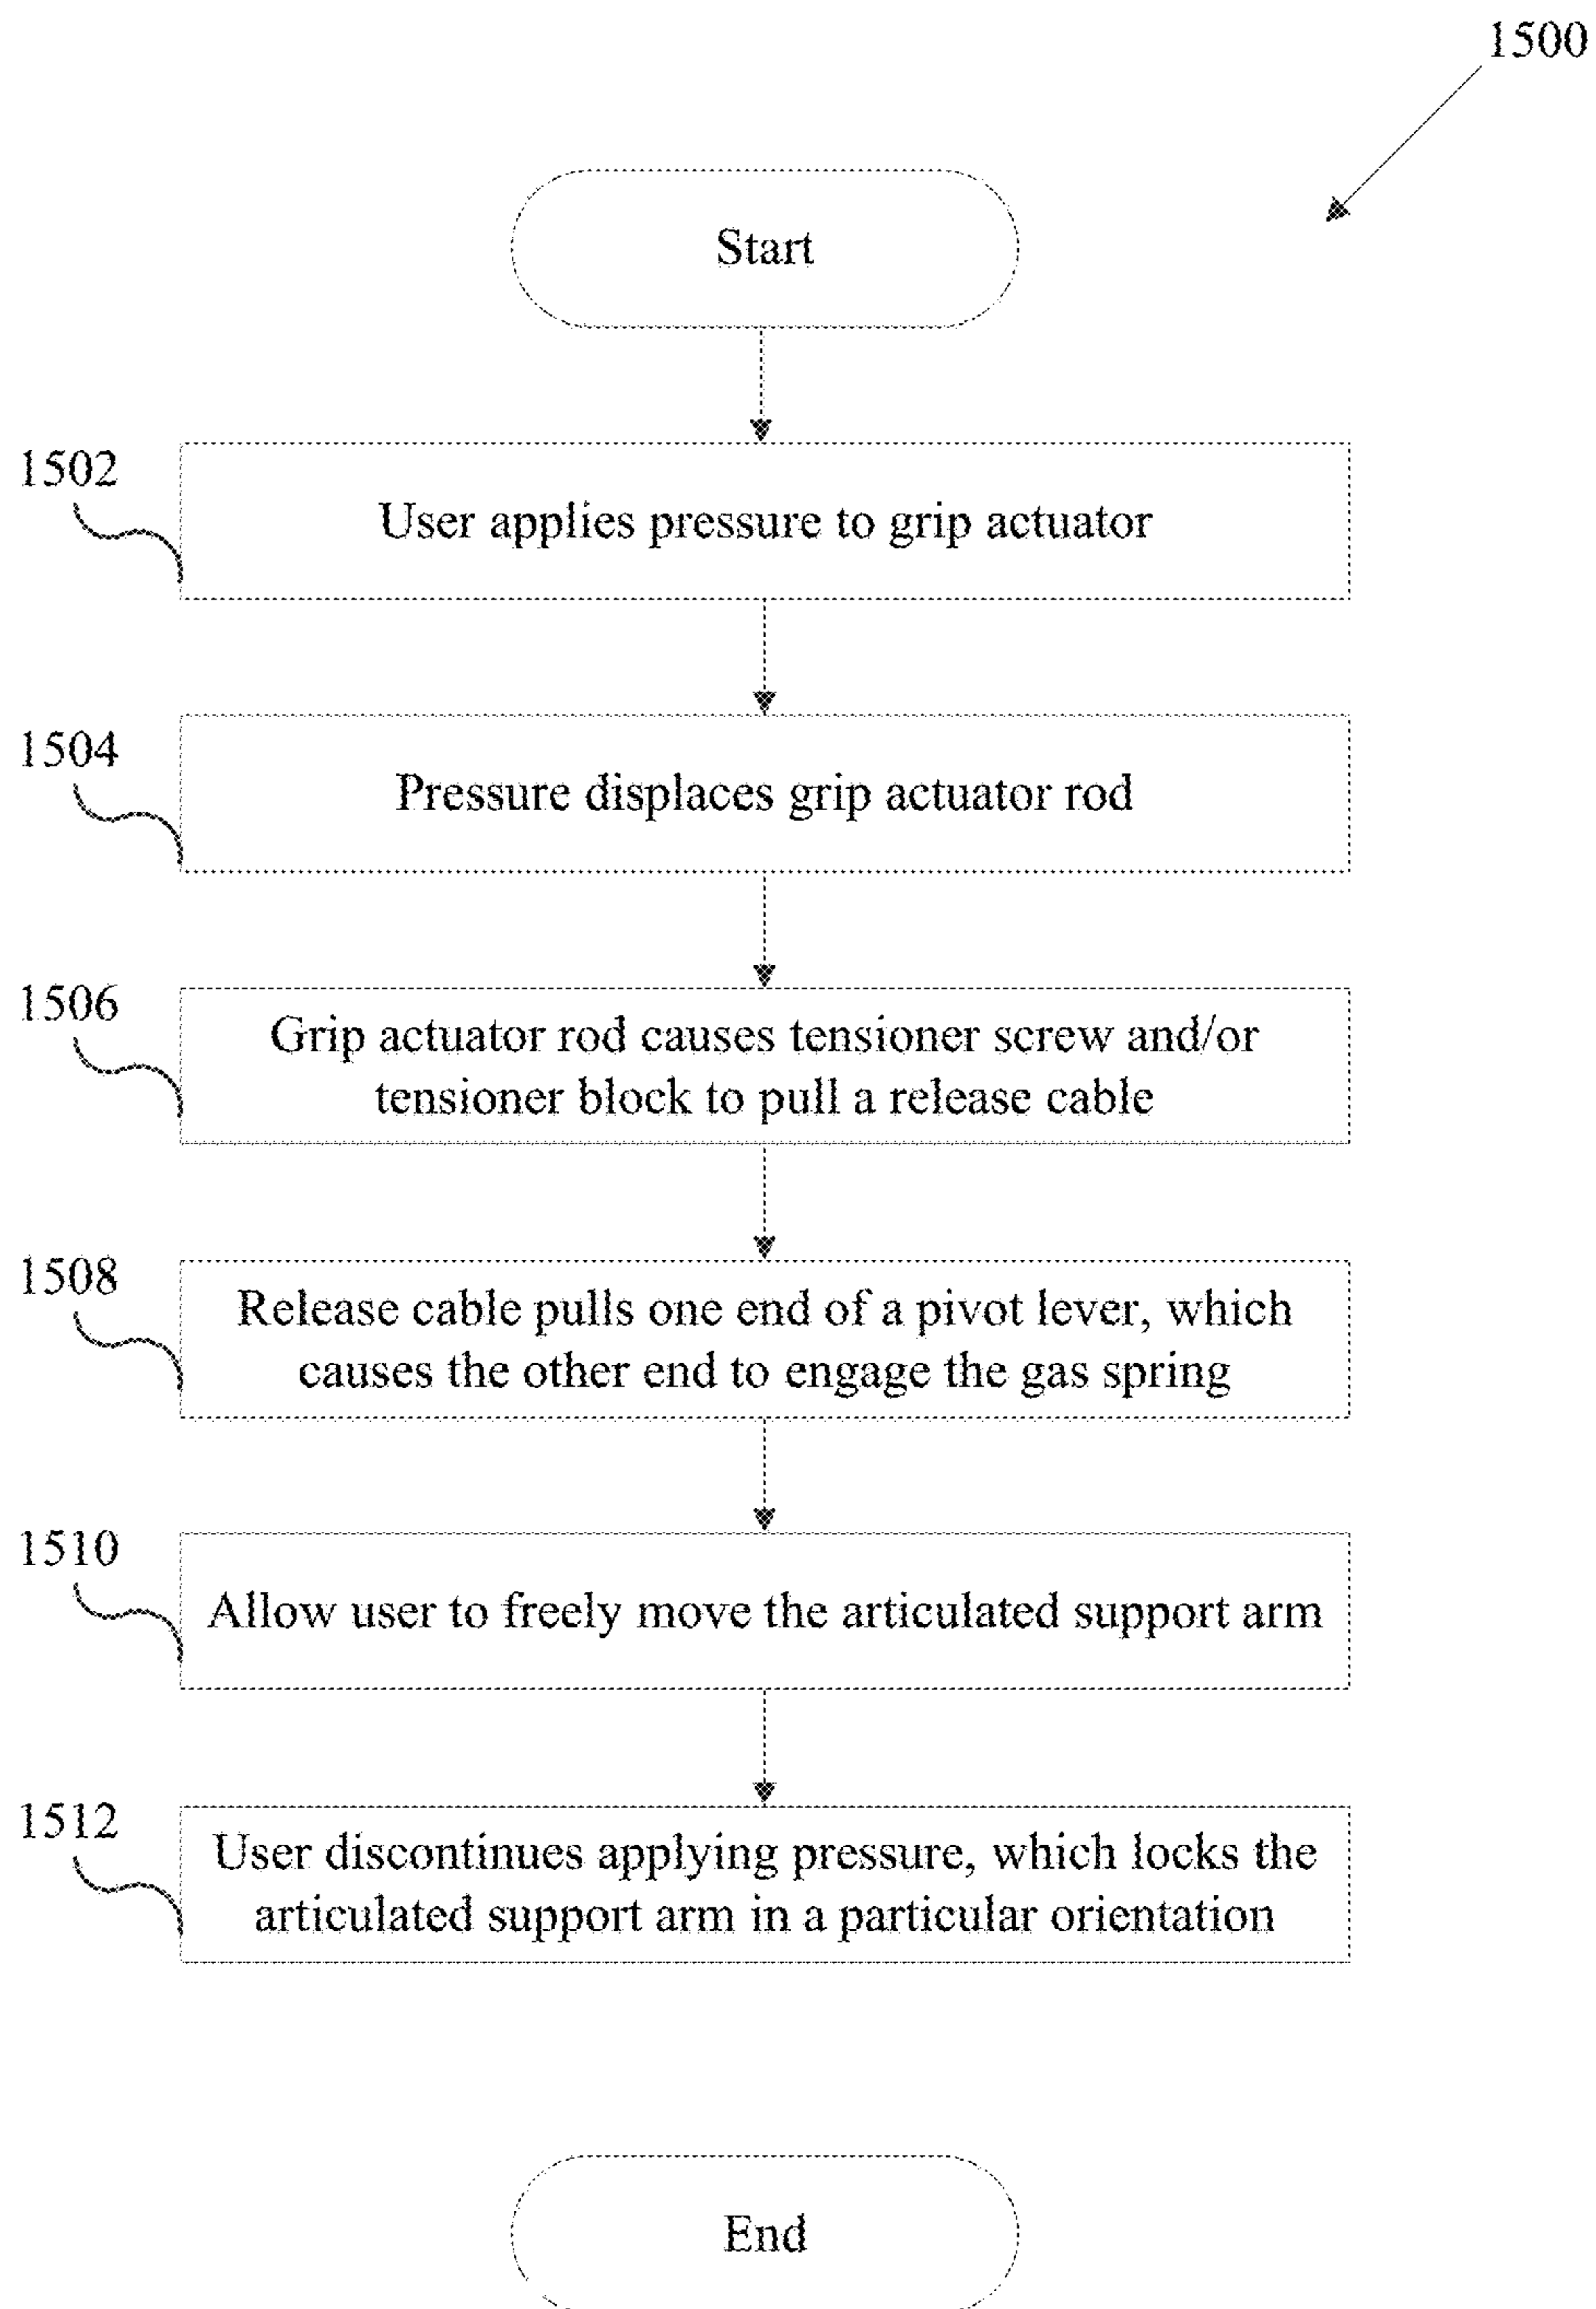 1500
Start
1502
User applies pressure to grip actuator
1504
Pressure displaces grip actuator rod
1506
Grip actuator rod causes tensioner screw and/or
tensioner block to pull a release cable
1508
Release cable pulls one end of a pivot lever, which
causes the other end to engage the gas spring
1510
Allow user to freely move the articulated support arm
1512
User discontinues applying pressure, which locks the
articulated support arm in a particular orientation
End